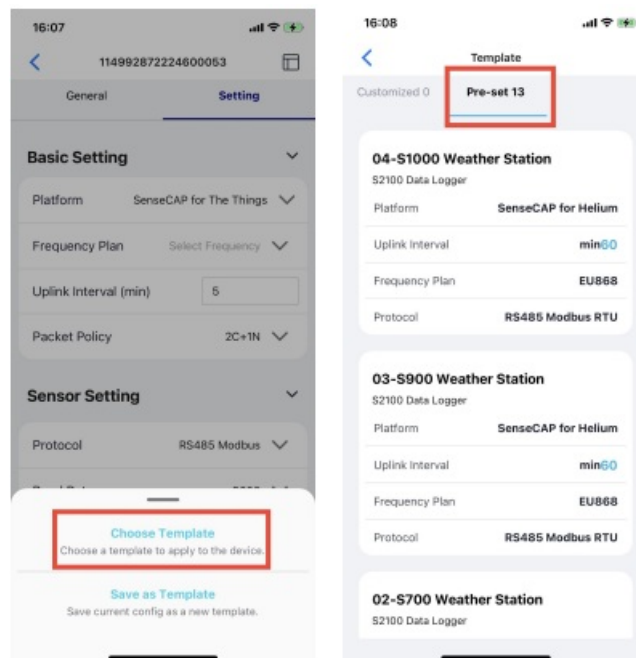 16:07
114992872224600053
General
Setting
Basic Setting
Platform
SenseCAP for The Things
Frequency Plan
Select Frequency
Uplink Interval (min)
5
Packet Policy
2C+1N
Sensor Setting
Protocol
RS485 Modbus
Choose Template
Choose a template to apply to the device.
Save as Template
Save current config as a new template.
16:08
Template
Customized 0
Pre-set 13
04-S1000 Weather Station
S2100 Data Logger
Platform
SenseCAP for Helium
Uplink Interval
min60
Frequency Plan
EU868
Protocol
RS485 Modbus RTU
03-S900 Weather Station
S2100 Data Logger
Platform
SenseCAP for Helium
Uplink Interval
min60
Frequency Plan
EU868
Protocol
RS485 Modbus RTU
02-S700 Weather Station
S2100 Data Logger